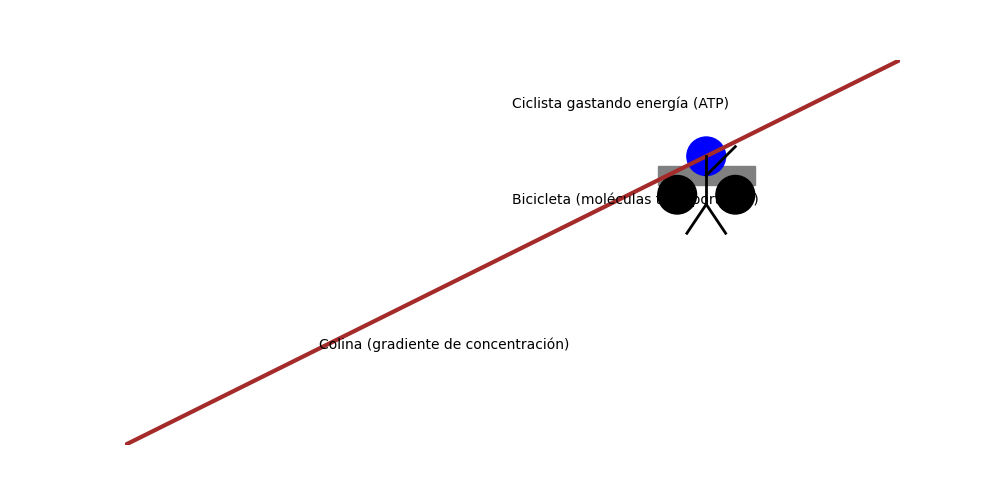 Ciclista gastando energía (ATP)
Bicicleta (moléculas )
Colina (gradiente de concentración)